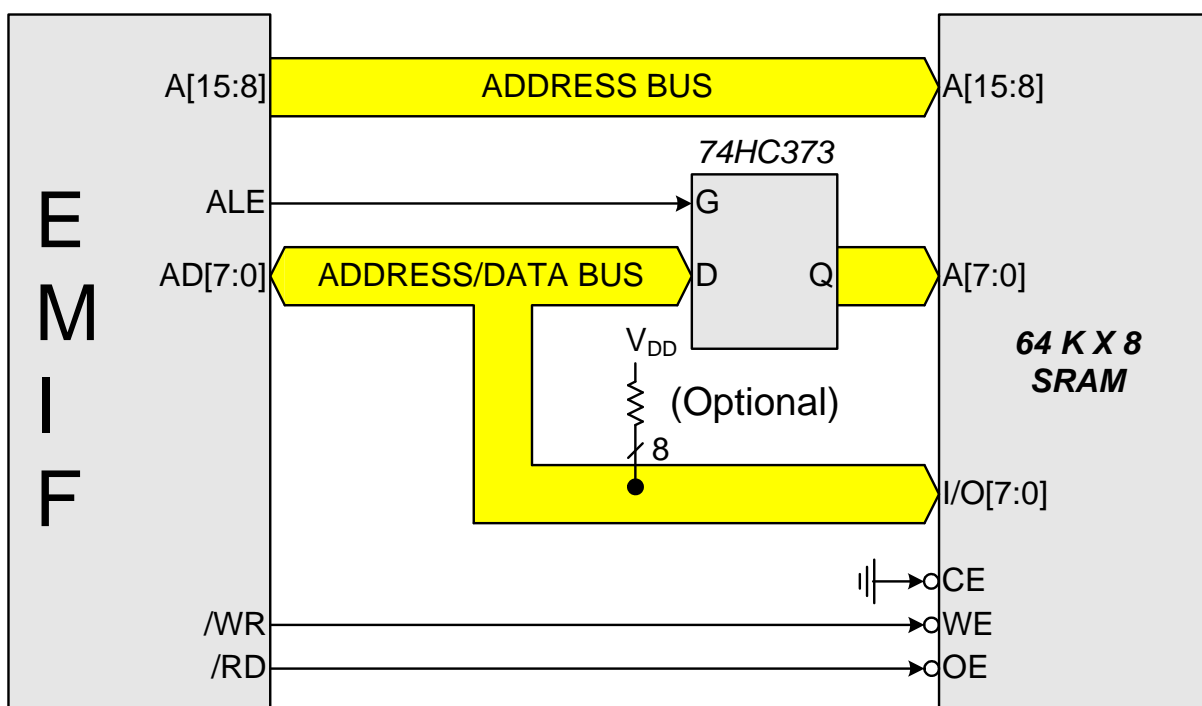 A[15:8]
ADDRESS BUS
A[15:8]
74HC373
ALE
G
EMIF
AD[7:0]
ADDRESS/DATA BUS
D
Q
A[7:0]
VDD
(Optional)
8
64 K X 8
SRAM
I/O[7:0]
CE
/WR
WE
/RD
OE